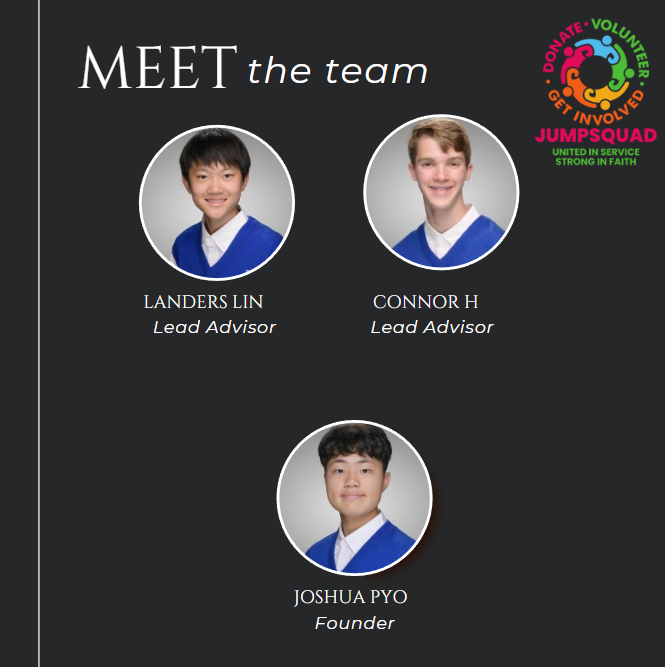 MEET the team
DONATE · VOLUNTEER
· GET INVOLVED ·
JUMPSQUAD
UNITED IN SERVICE
STRONG IN FAITH
LANDERS LIN
Lead Advisor
CONNOR H
Lead Advisor
JOSHUA PYO
Founder